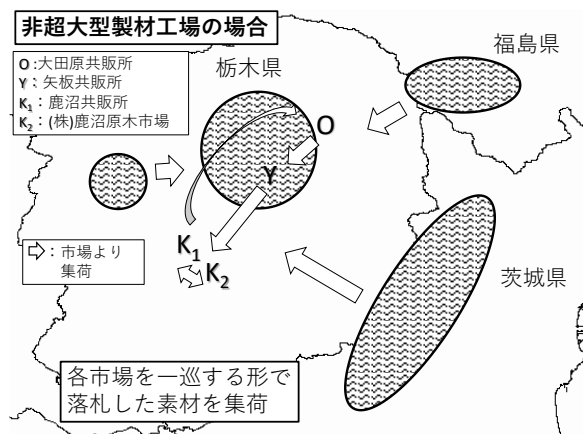 非超大型製材工場の場合
O:大田原共販所
Y:矢板共販所
K₁:鹿沼共販所
K₂:(株)鹿沼原木市場
栃木県
福島県
O
Y
K₁
K₂
⇨:市場より
集荷
茨城県
各市場を一巡する形で
落札した素材を集荷